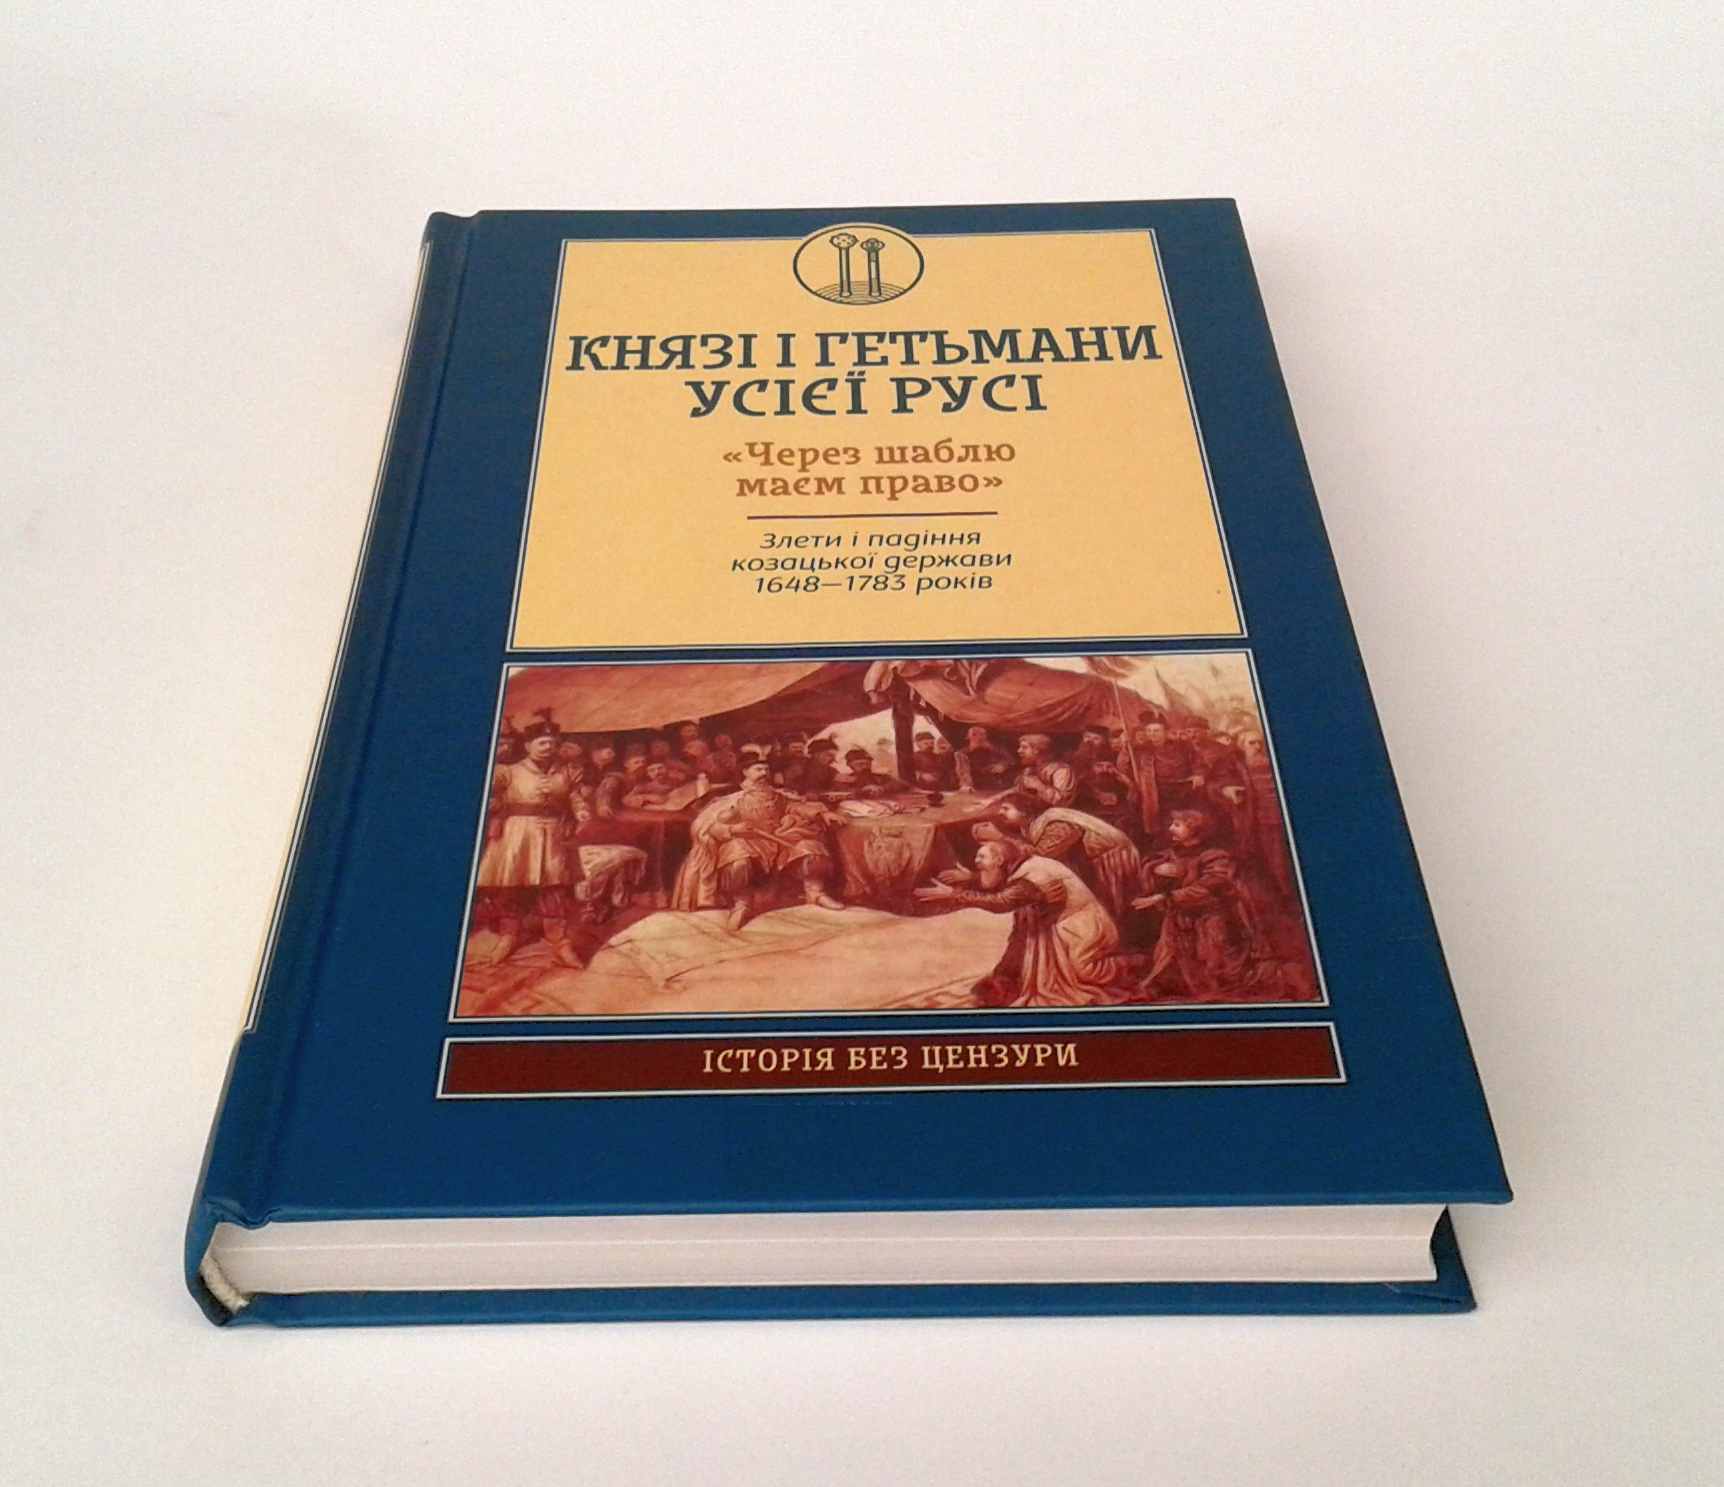 КНЯЗІ І ГЕТЬМАНИ
УСІЄЇ РУСІ
«Через шаблю
маєм право»
Злети і падіння
козацької держави
1648—1783 років
ІСТОРІЯ БЕЗ ЦЕНЗУРИ